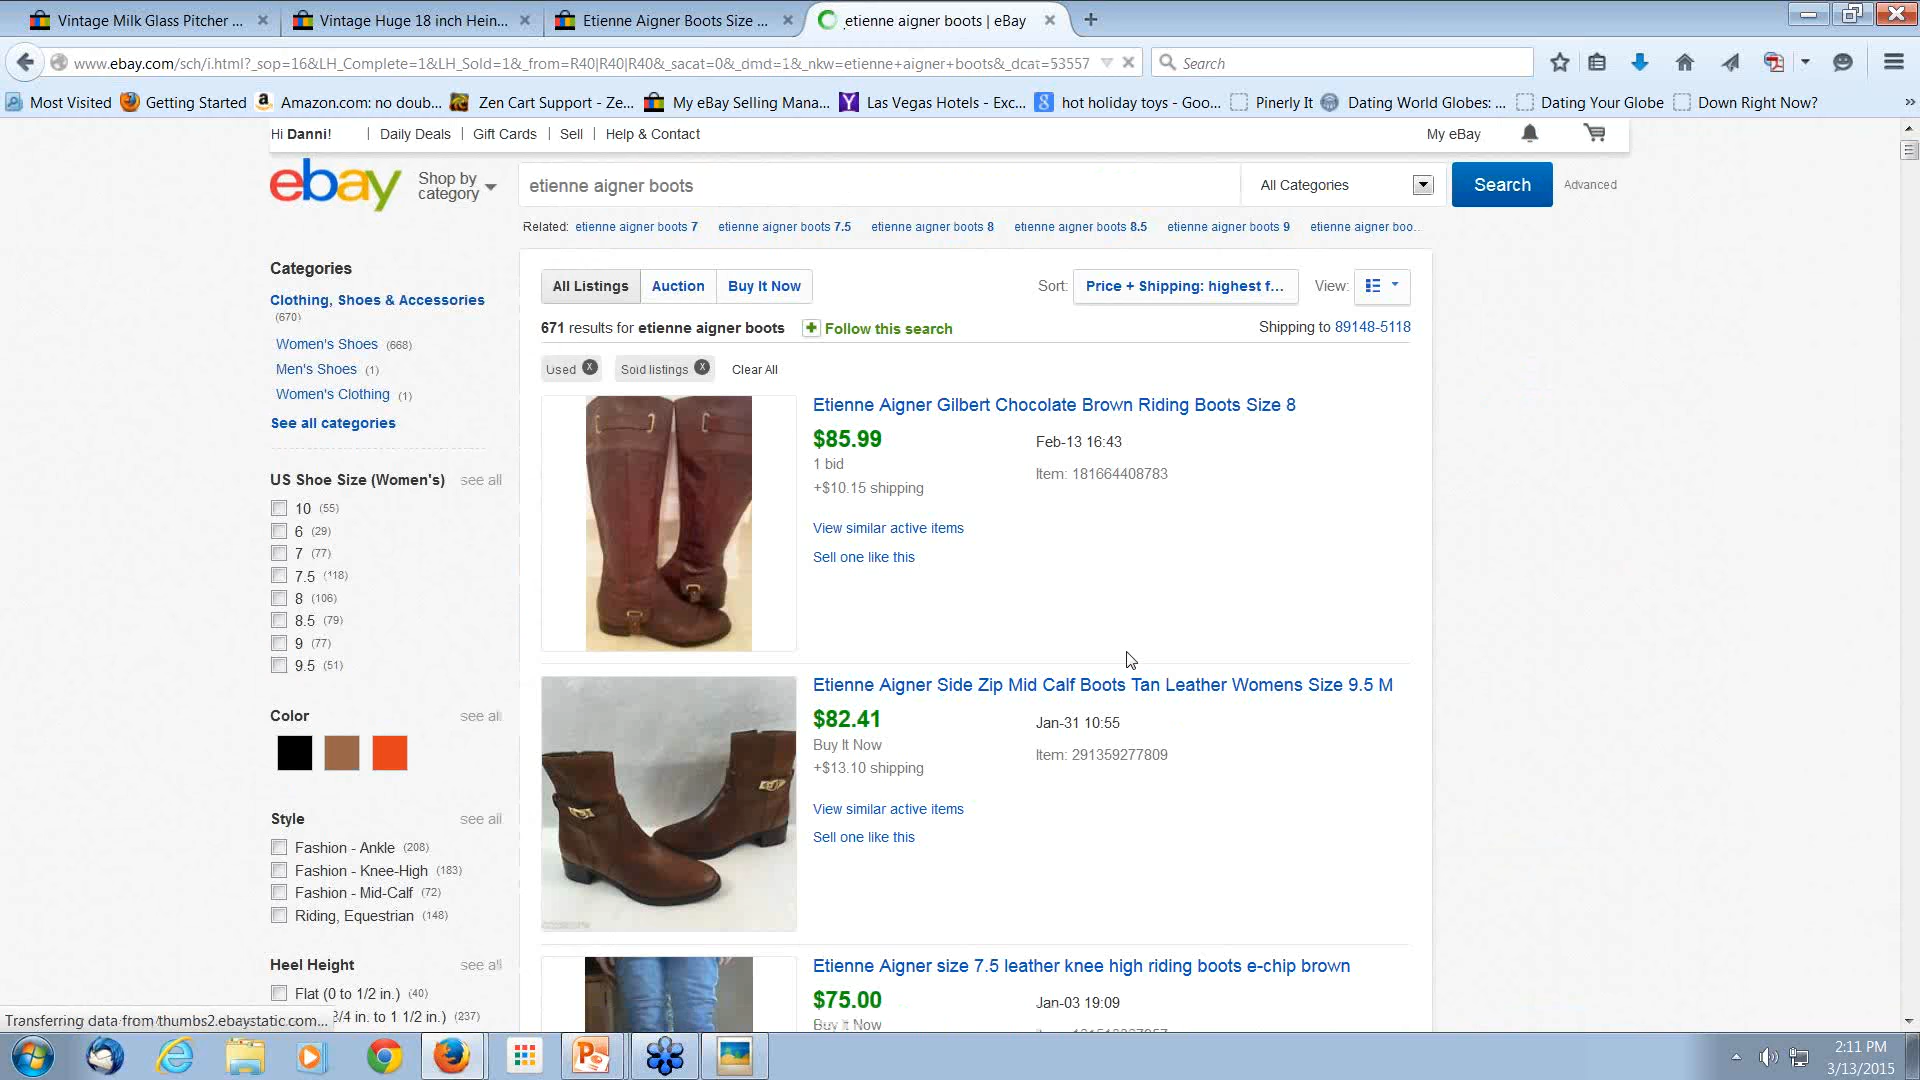 Vintage Milk Glass Pitcher ...
Vintage Huge 18 inch Hein...
Etienne Aigner Boots Size ...
etienne aigner boots | eBay
www.ebay.com/sch/i.html?_sop=16&LH_Complete=1&LH_Sold=1&_from=R40|R40|R40&_sacat=0&_dmd=1&_nkw=etienne+aigner+boots&_dcat=53557
Search
Most Visited
Getting Started
Amazon.com: no doub...
Zen Cart Support - Ze...
My eBay Selling Mana...
Las Vegas Hotels - Exc...
hot holiday toys - Goo...
Pinerly It
Dating World Globes: ...
Dating Your Globe
Down Right Now?
Hi Danni!
Daily Deals
Gift Cards
Sell
Help & Contact
My eBay
ebay
Shop by category
etienne aigner boots
All Categories
Search
Advanced
Related: etienne aigner boots 7 etienne aigner boots 7.5 etienne aigner boots 8 etienne aigner boots 8.5 etienne aigner boots 9 etienne aigner boo...
Categories
Clothing, Shoes & Accessories
(670)
Women's Shoes (668)
Men's Shoes (1)
Women's Clothing (1)
See all categories
US Shoe Size (Women's) see all
10 (55)
6 (29)
7 (77)
7.5 (118)
8 (106)
8.5 (79)
9 (77)
9.5 (51)
Color see all
Style see all
Fashion - Ankle (208)
Fashion - Knee-High (183)
Fashion - Mid-Calf (72)
Riding, Equestrian (148)
Heel Height see all
Flat (0 to 1/2 in.) (40)
3/4 in. to 1 1/2 in.) (237)
All Listings
Auction
Buy It Now
Sort: Price + Shipping: highest f...
View:
671 results for etienne aigner boots
Follow this search
Shipping to 89148-5118
Used
Sold listings
Clear All
Etienne Aigner Gilbert Chocolate Brown Riding Boots Size 8
$85.99
Feb-13 16:43
1 bid
Item: 181664408783
+$10.15 shipping
View similar active items
Sell one like this
Etienne Aigner Side Zip Mid Calf Boots Tan Leather Womens Size 9.5 M
$82.41
Jan-31 10:55
Buy It Now
Item: 291359277809
+$13.10 shipping
View similar active items
Sell one like this
Etienne Aigner size 7.5 leather knee high riding boots e-chip brown
$75.00
Jan-03 19:09
Buy It Now
Transferring data from thumbs2.ebaystatic.com...
2:11 PM
3/13/2015